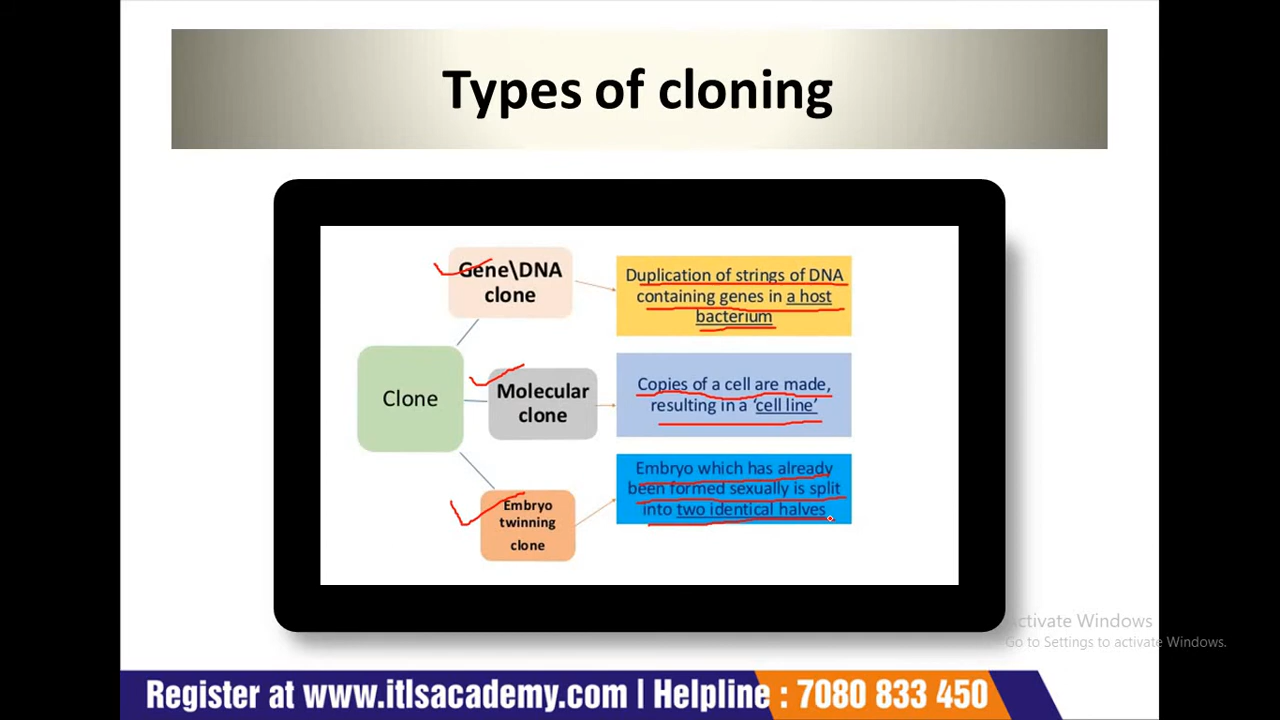 Types of cloning
Gene\DNA
clone
Duplication of strings of DNA
containing genes in a host
bacterium
Clone
Molecular
clone
Copies of a cell are made,
resulting in a 'cell line'
Embryo
twinning
clone
Embryo which has already
been formed sexually is split
into two identical halves
Activate Windows
Go to Settings to activate Windows.
Register at www.itlsacademy.com | Helpline : 7080 833 450